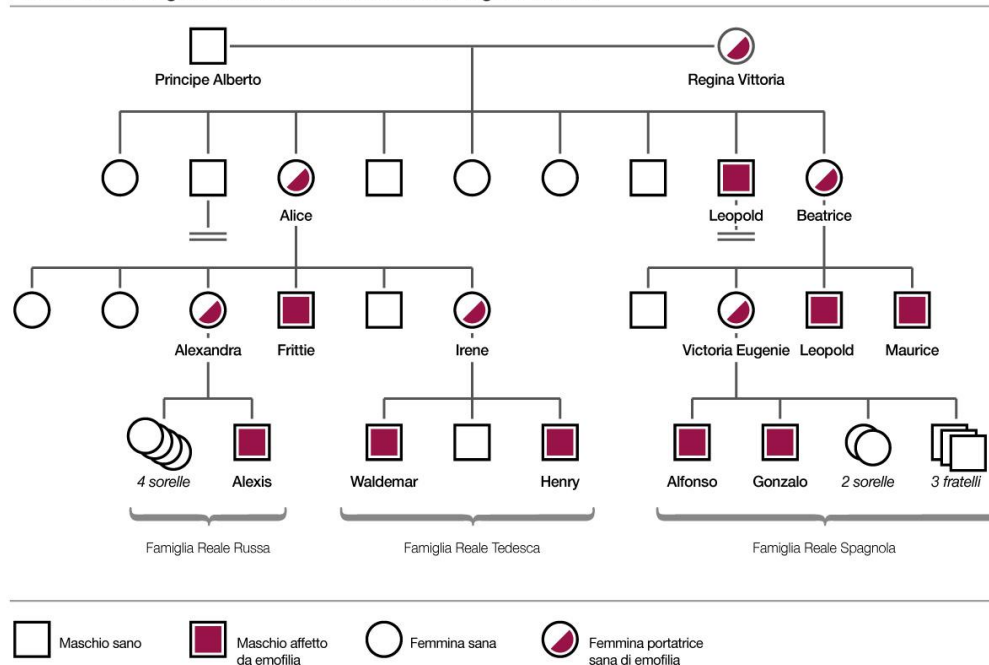 Principe Alberto
Regina Vittoria
Alice
Leopold
Beatrice
Alexandra
Frittie
Irene
Victoria Eugenie
Leopold
Maurice
4 sorelle
Alexis
Waldemar
Henry
Alfonso
Gonzalo
2 sorelle
3 fratelli
Famiglia Reale Russa
Famiglia Reale Tedesca
Famiglia Reale Spagnola
Maschio sano
Maschio affetto
da emofilia
Femmina sana
Femmina portatrice
sana di emofilia